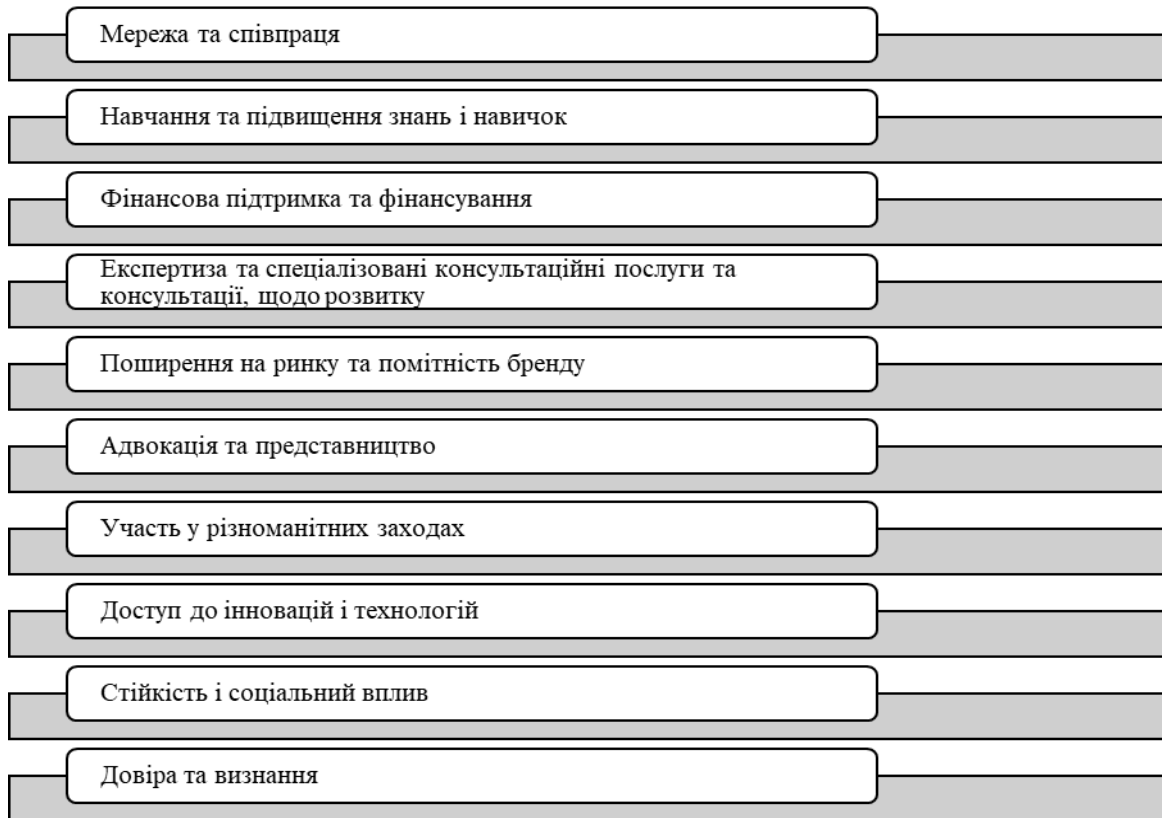 Мережа та співпраця
Навчання та підвищення знань і навичок
Фінансова підтримка та фінансування
Експертиза та спеціалізовані консультаційні послуги та
консультації, щодо розвитку
Поширення на ринку та помітність бренду
Адвокація та представництво
Участь у різноманітних заходах
Доступ до інновацій і технологій
Стійкість і соціальний вплив
Довіра та визнання